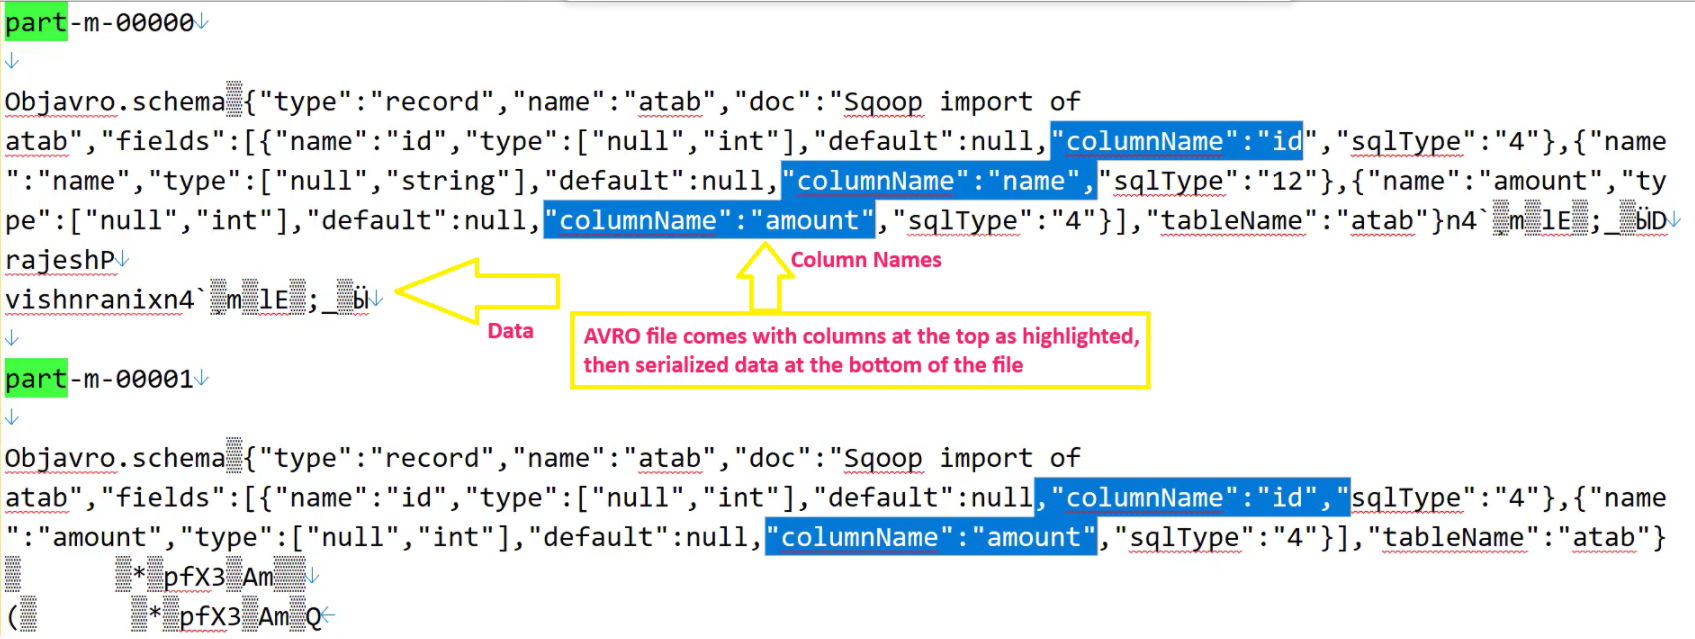 part-m-00000
Objavro.schema {"type":"record","name":"atab","doc":"Sqoop import of
atab","fields":[{"name":"id","type":["null","int"],"default":null,"columnName":"id","sqlType":"4"},{"name
":"name","type":["null","string"],"default":null,"columnName":"name","sqlType":"12"},{"name":"amount","ty
pe":["null","int"],"default":null,"columnName":"amount","sqlType":"4"}],"tableName":"atab"}n4`▒m▒lE▒;_▒ӸD
rajeshP
Column Names
vishnranixn4`▒m▒lE▒;_▒Ӹ
Data
AVRO file comes with columns at the top as highlighted,
then serialized data at the bottom of the file
part-m-00001
Objavro.schema▒{"type":"record","name":"atab","doc":"Sqoop import of
atab","fields":[{"name":"id","type":["null","int"],"default":null,"columnName":"id","sqlType":"4"},{"name
":"amount","type":["null","int"],"default":null,"columnName":"amount","sqlType":"4"}],"tableName":"atab"}
▒ ▒*▒pfX3▒Am▒▒
(▒ ▒*▒pfX3▒Am▒Q